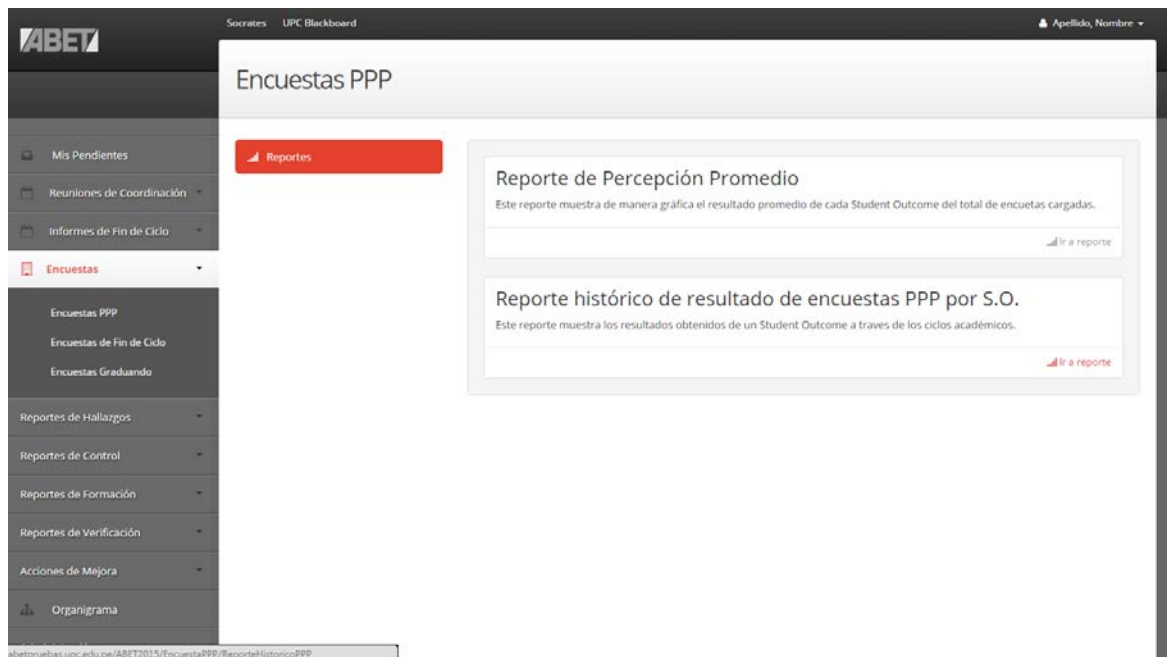 ABET
Socrates UPC Blackboard
Apellido, Nombre
Encuestas PPP
Mis Pendientes
Reuniones de Coordinación
Informes de Fin de Ciclo
Encuestas
Encuestas PPP
Encuestas de Fin de Ciclo
Encuestas Graduando
Reportes de Hallazgos
Reportes de Control
Reportes de Formación
Reportes de Verificación
Acciones de Mejora
Organigrama
Reportes
Reporte de Percepción Promedio
Este reporte muestra de manera gráfica el resultado promedio de cada Student Outcome del total de encuetas cargadas.
Ir a reporte
Reporte histórico de resultado de encuestas PPP por S.O.
Este reporte muestra los resultados obtenidos de un Student Outcome a traves de los ciclos académicos.
Ir a reporte
abetpruebas.upc.edu.pe/ABET2015/EncuestaPPP/ReporteHistoricoPPP